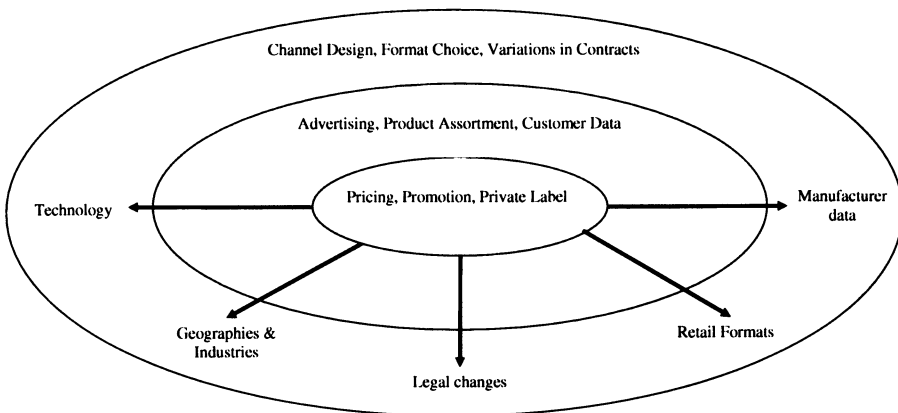 Channel Design, Format Choice, Variations in Contracts
Advertising, Product Assortment, Customer Data
Pricing, Promotion, Private Label
Technology
Manufacturer
data
Geographies &
Industries
Retail Formats
Legal changes